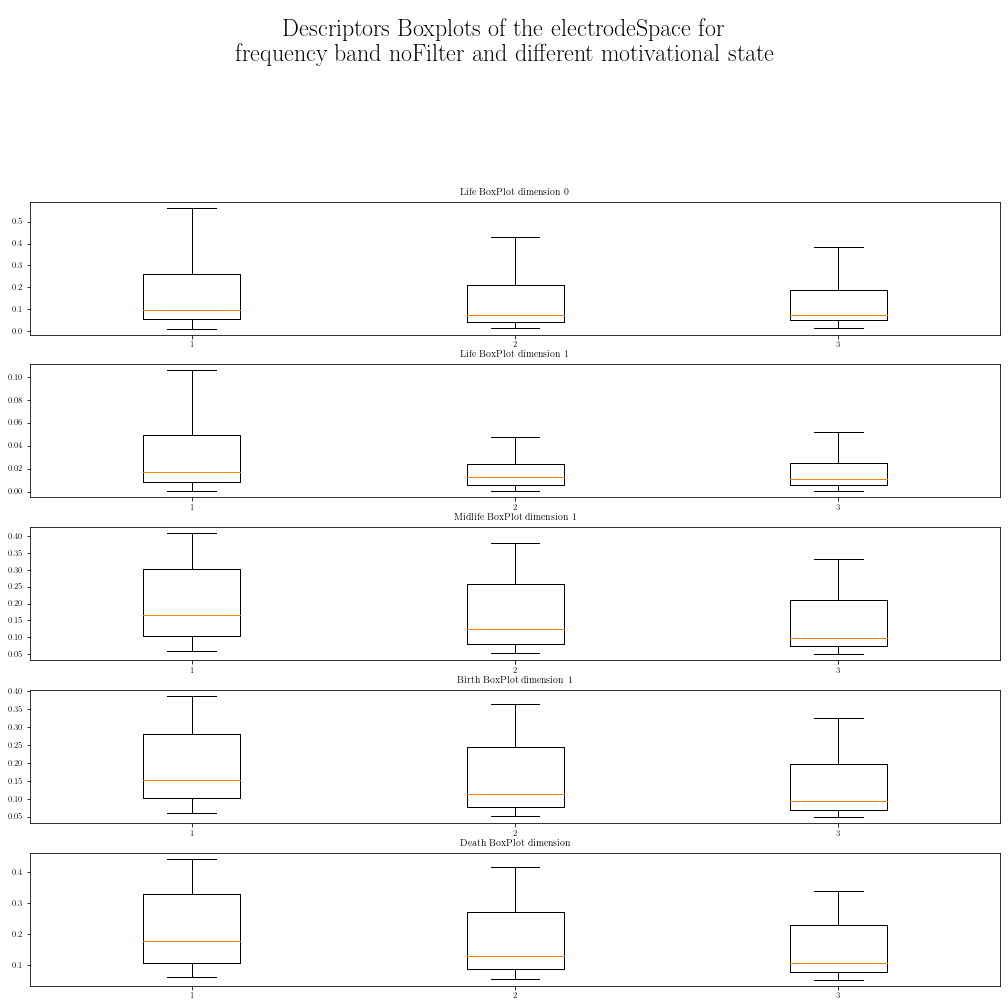 Descriptors Boxplots of the electrodeSpace for
frequency band noFilter and different motivational state
Life BoxPlot dimension 0
0.5
0.4
0.3
0.2
0.1
0.0
1 2 3
Life BoxPlot dimension 1
0.10
0.08
0.06
0.04
0.02
0.00
1 2 3
Midlife BoxPlot dimension 1
0.40
0.35
0.30
0.25
0.20
0.15
0.10
0.05
1 2 3
Birth BoxPlot dimension 1
0.40
0.35
0.30
0.25
0.20
0.15
0.10
0.05
1 2 3
Death BoxPlot dimension
0.4
0.3
0.2
0.1
1 2 3